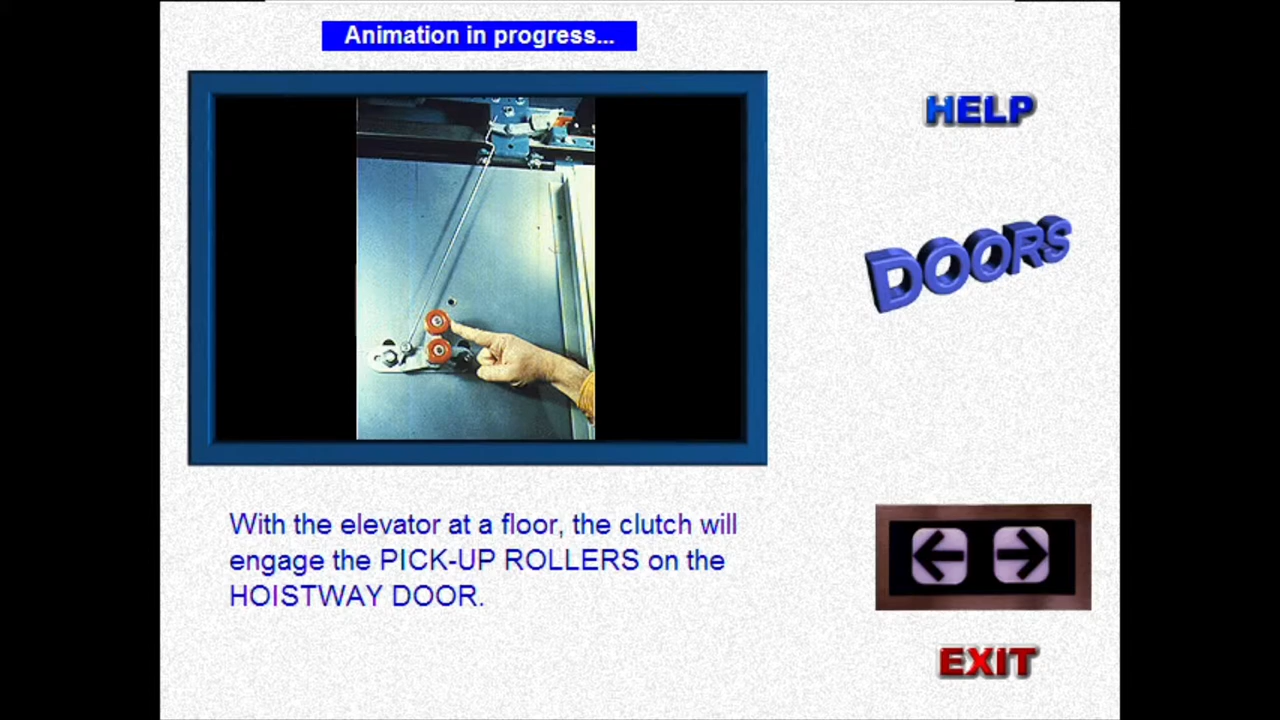 Animation in progress...
HELP
DOORS
With the elevator at a floor, the clutch will
engage the PICK-UP ROLLERS on the
HOISTWAY DOOR.
EXIT